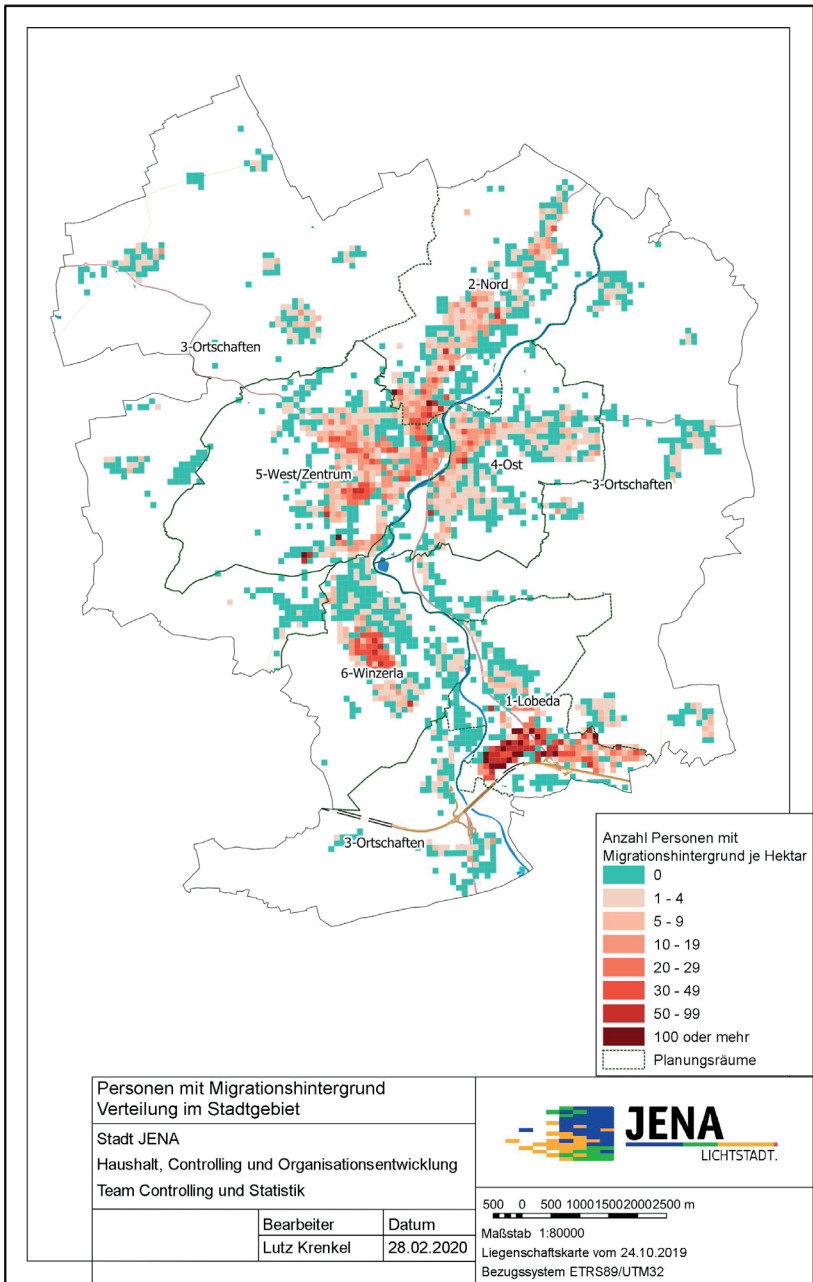 2-Nord
3-Ortschaften
4-Ost
5-West/Zentrum
3-Ortschaften
6-Winzerla
1-Lobeda
3-Ortschaften
Anzahl Personen mit
Migrationshintergrund je Hektar
0
1 - 4
5 - 9
10 - 19
20 - 29
30 - 49
50 - 99
100 oder mehr
Planungsräume
Personen mit Migrationshintergrund
Verteilung im Stadtgebiet
Stadt JENA
Haushalt, Controlling und Organisationsentwicklung
Team Controlling und Statistik
Bearbeiter Datum
Lutz Krenkel 28.02.2020
JENA
LICHTSTADT.
500 0 500 1000 1500 2000 2500 m
Maßstab 1:80000
Liegenschaftskarte vom 24.10.2019
Bezugssystem ETRS89/UTM32